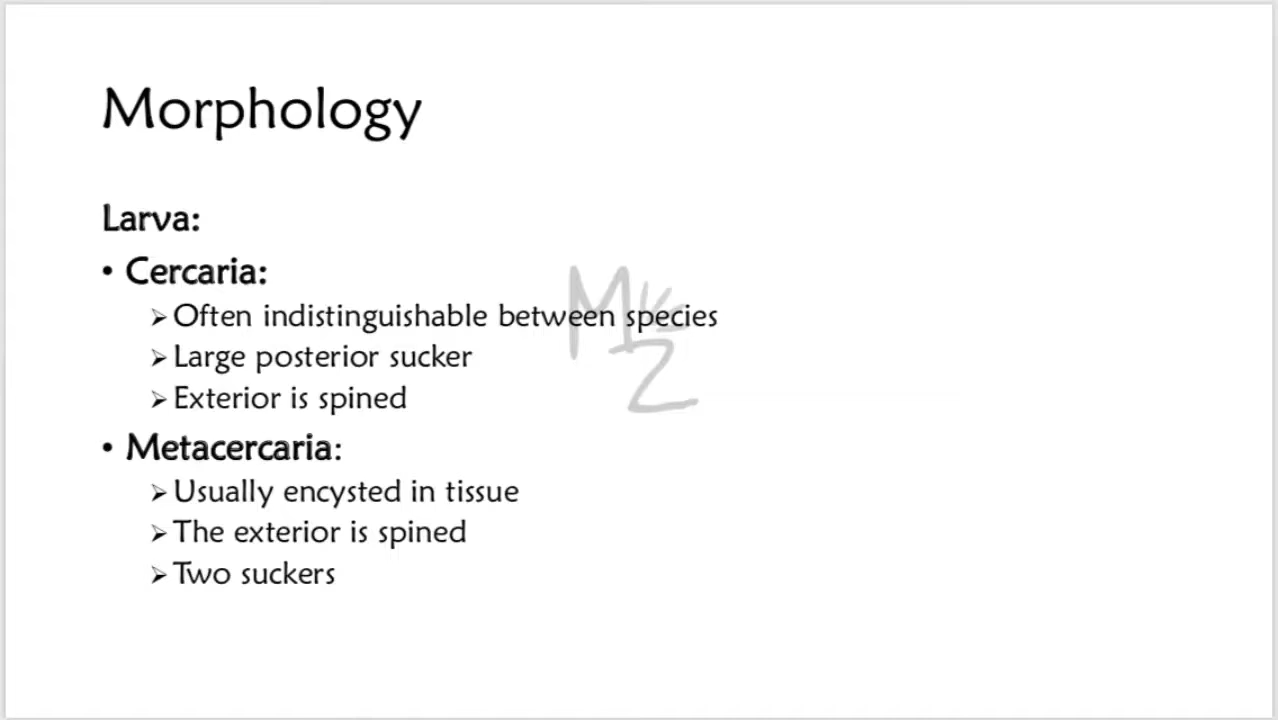 Morphology
Larva:
• Cercaria:
➢ Often indistinguishable between species
➢ Large posterior sucker
➢ Exterior is spined
• Metacercaria:
➢ Usually encysted in tissue
➢ The exterior is spined
➢ Two suckers